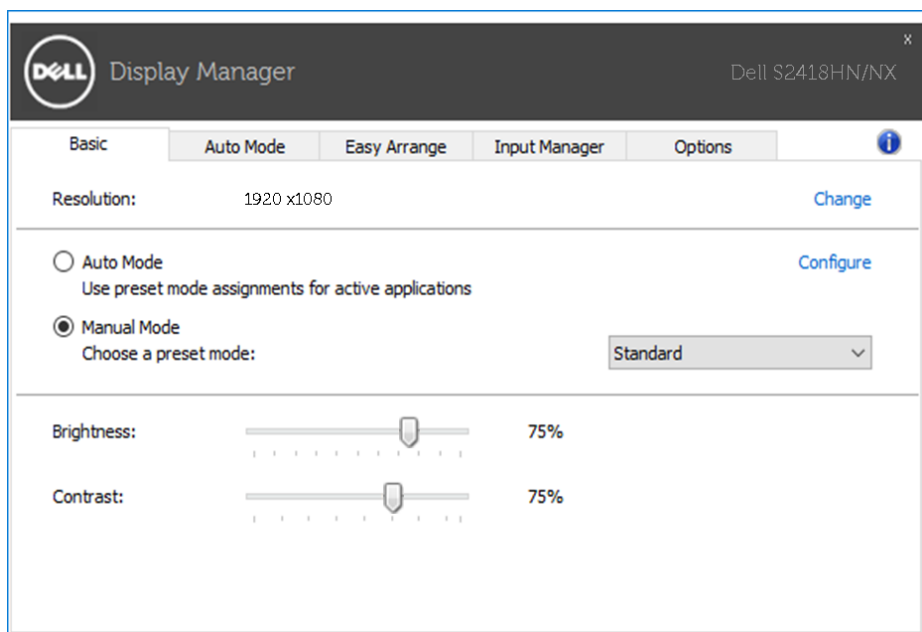 x
DELL Display Manager
Dell S2418HN/NX
Basic Auto Mode Easy Arrange Input Manager Options i
Resolution: 1920 x1080 Change
Auto Mode Configure
Use preset mode assignments for active applications
Manual Mode
Choose a preset mode: Standard
Brightness: 75%
Contrast: 75%